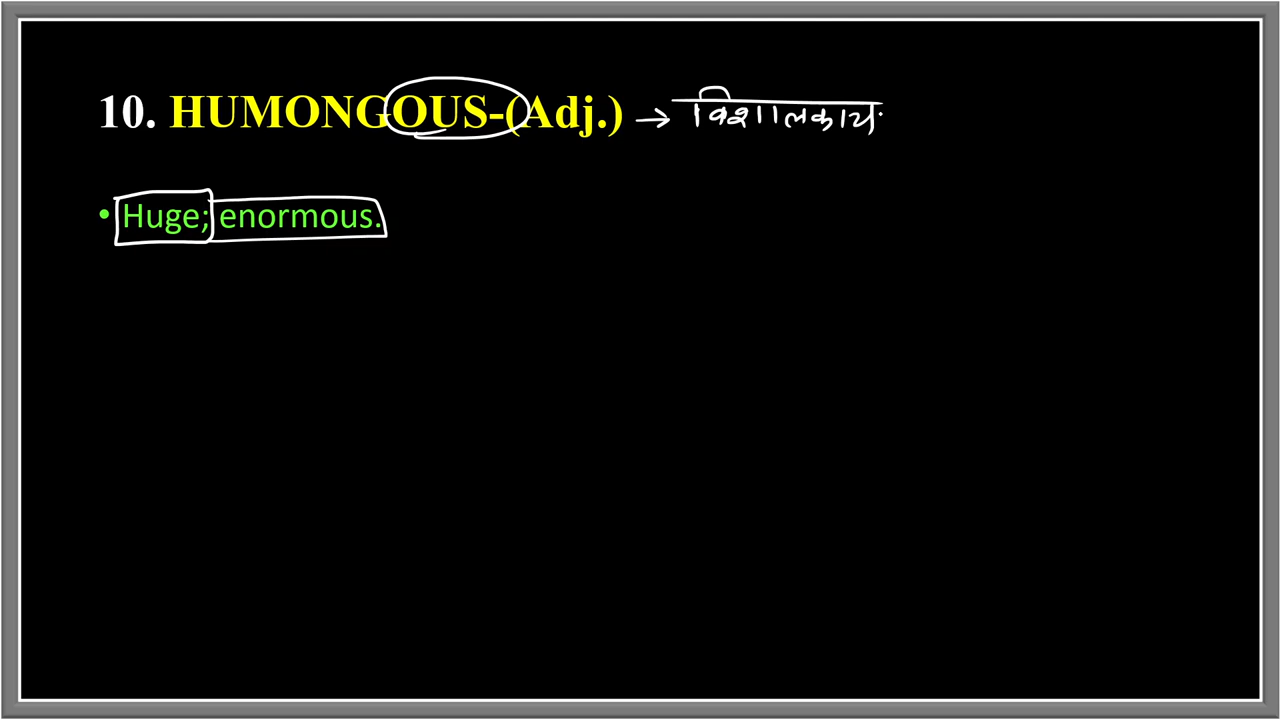 10. HUMONGOUS-(Adj.) → विशालकाय
• Huge; enormous.